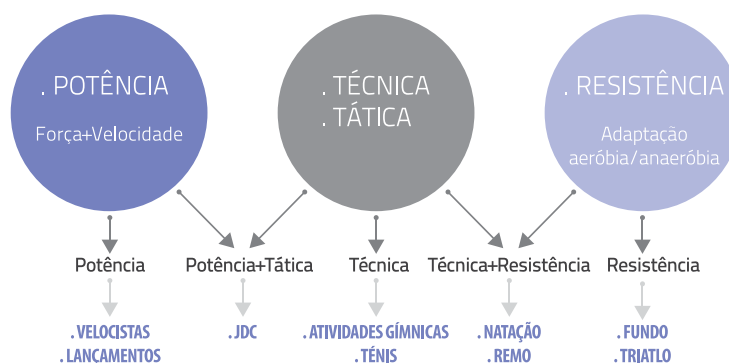 . POTÊNCIA
Força+Velocidade
. TÉCNICA
. TÁTICA
. RESISTÊNCIA
Adaptação
aeróbia/anaeróbia
Potência
Potência+Tática
Técnica
Técnica+Resistência
Resistência
. VELOCISTAS
. LANCAMENTOS
. JDC
. ATIVIDADES GÍMNICAS
. TÉNIS
. NATAÇÃO
. REMO
. FUNDO
. TRIATLO